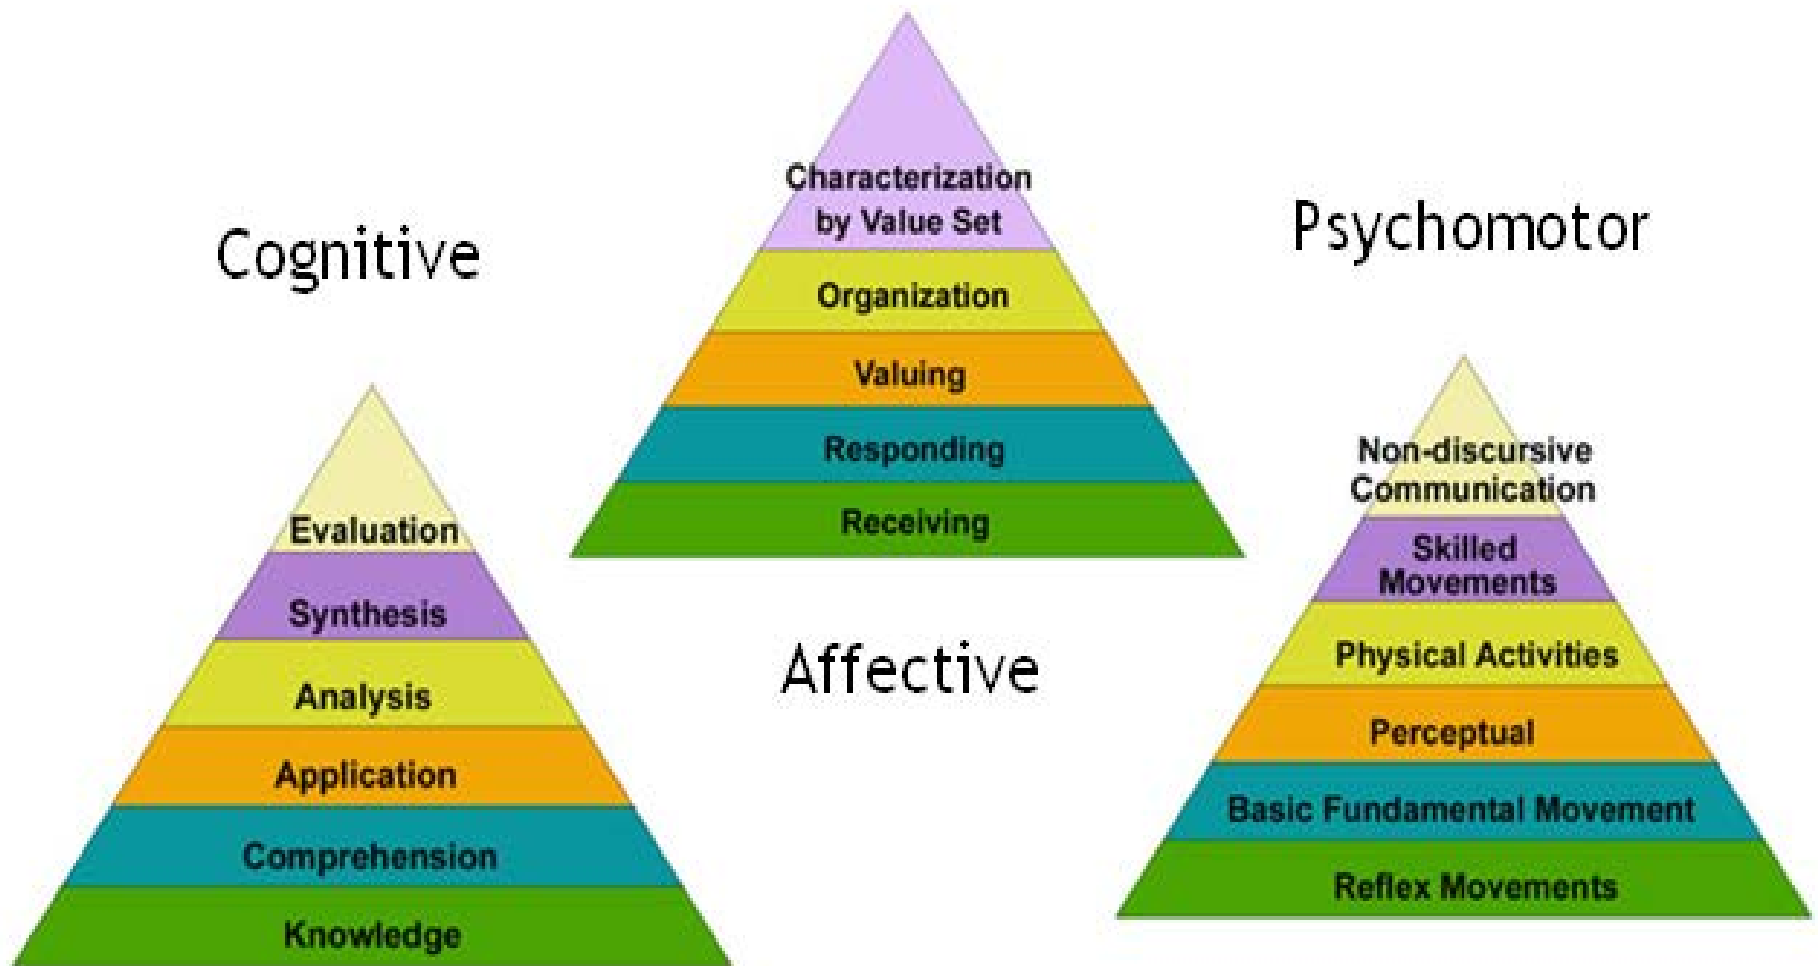 Cognitive
Evaluation
Synthesis
Analysis
Application
Comprehension
Knowledge
Characterization
by Value Set
Organization
Valuing
Responding
Receiving
Affective
Psychomotor
Non-discursive
Communication
Skilled
Movements
Physical Activities
Perceptual
Basic Fundamental Movement
Reflex Movements